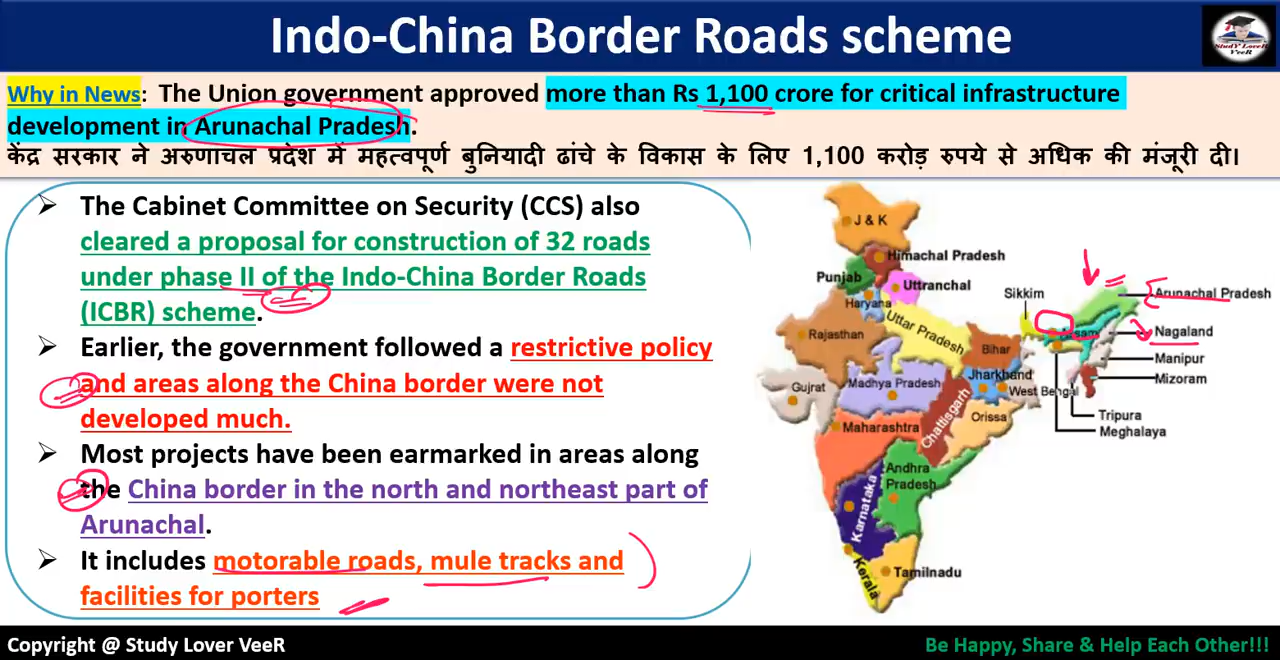 Indo-China Border Roads scheme
StudY LoveR
VeeR
Why in News: The Union government approved more than Rs 1,100 crore for critical infrastructure
development in Arunachal Pradesh.
केंद्र सरकार ने अरुणाचल प्रदेश में महत्वपूर्ण बुनियादी ढांचे के विकास के लिए 1,100 करोड़ रुपये से अधिक की मंजूरी दी।
➢ The Cabinet Committee on Security (CCS) also
cleared a proposal for construction of 32 roads
under phase II of the Indo-China Border Roads
(ICBR) scheme.
➢ Earlier, the government followed a restrictive policy
and areas along the China border were not
developed much.
➢ Most projects have been earmarked in areas along
the China border in the north and northeast part of
Arunachal.
➢ It includes motorable roads, mule tracks and
facilities for porters
J & K
Himachal Pradesh
Punjab
Uttranchal
Haryana
Sikkim
Arunachal Pradesh
Rajasthan
Uttar Pradesh
Assam
Nagaland
Bihar
Manipur
Gujrat
Madhya Pradesh
Jharkhand
West Bengal
Mizoram
Chattisgarh
Orissa
Tripura
Maharashtra
Meghalaya
Andhra
Pradesh
Karnataka
Kerala
Tamilnadu
Copyright @ Study Lover VeeR
Be Happy, Share & Help Each Other!!!